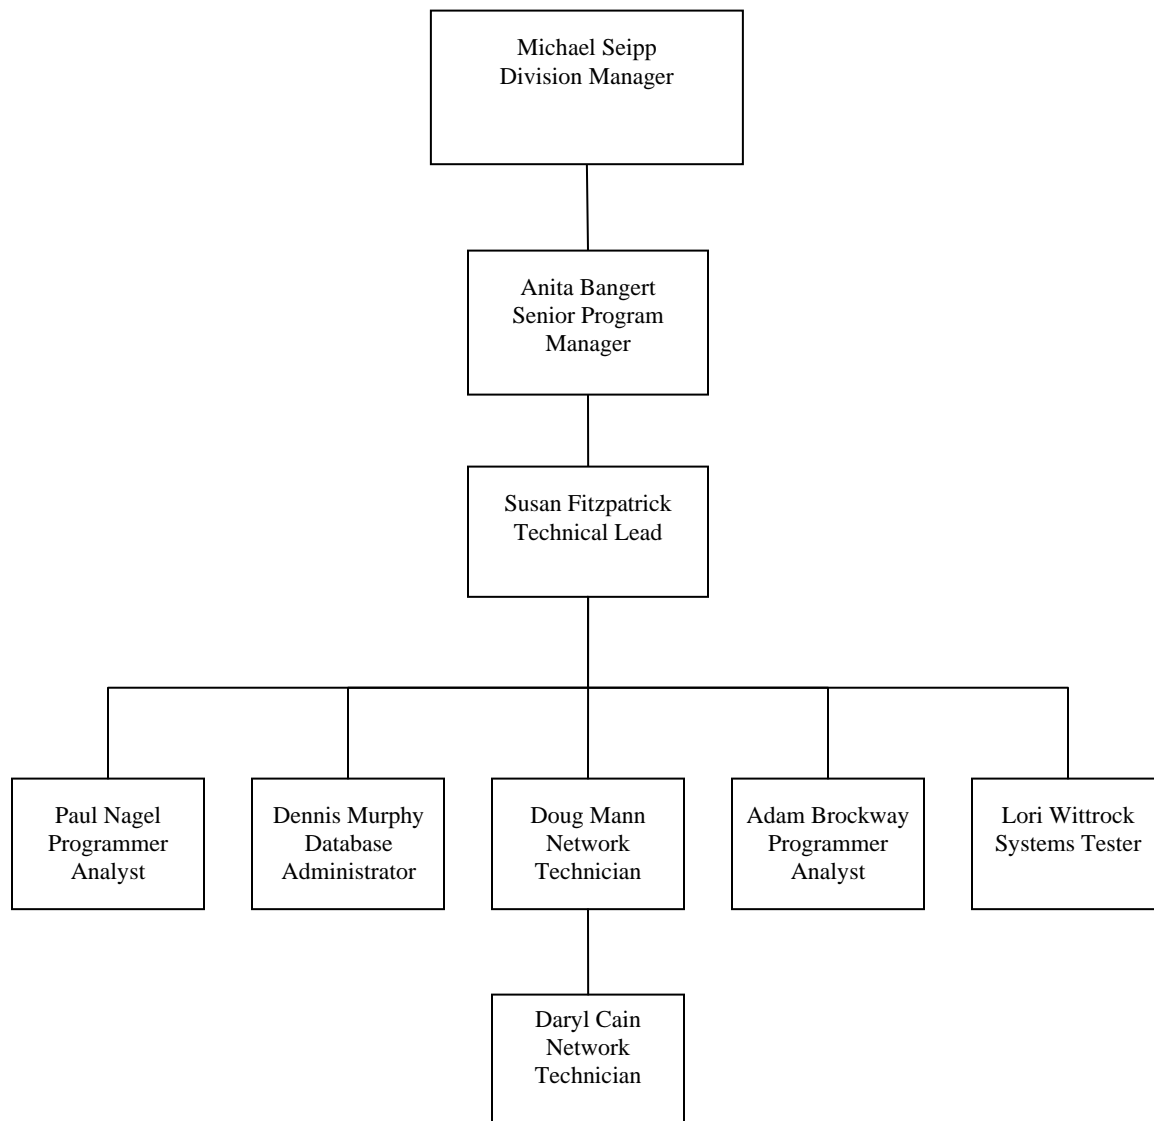 Michael Seipp
Division Manager
Anita Bangert
Senior Program
Manager
Susan Fitzpatrick
Technical Lead
Paul Nagel
Programmer
Analyst
Dennis Murphy
Database
Administrator
Doug Mann
Network
Technician
Adam Brockway
Programmer
Analyst
Lori Wittrock
Systems Tester
Daryl Cain
Network
Technician